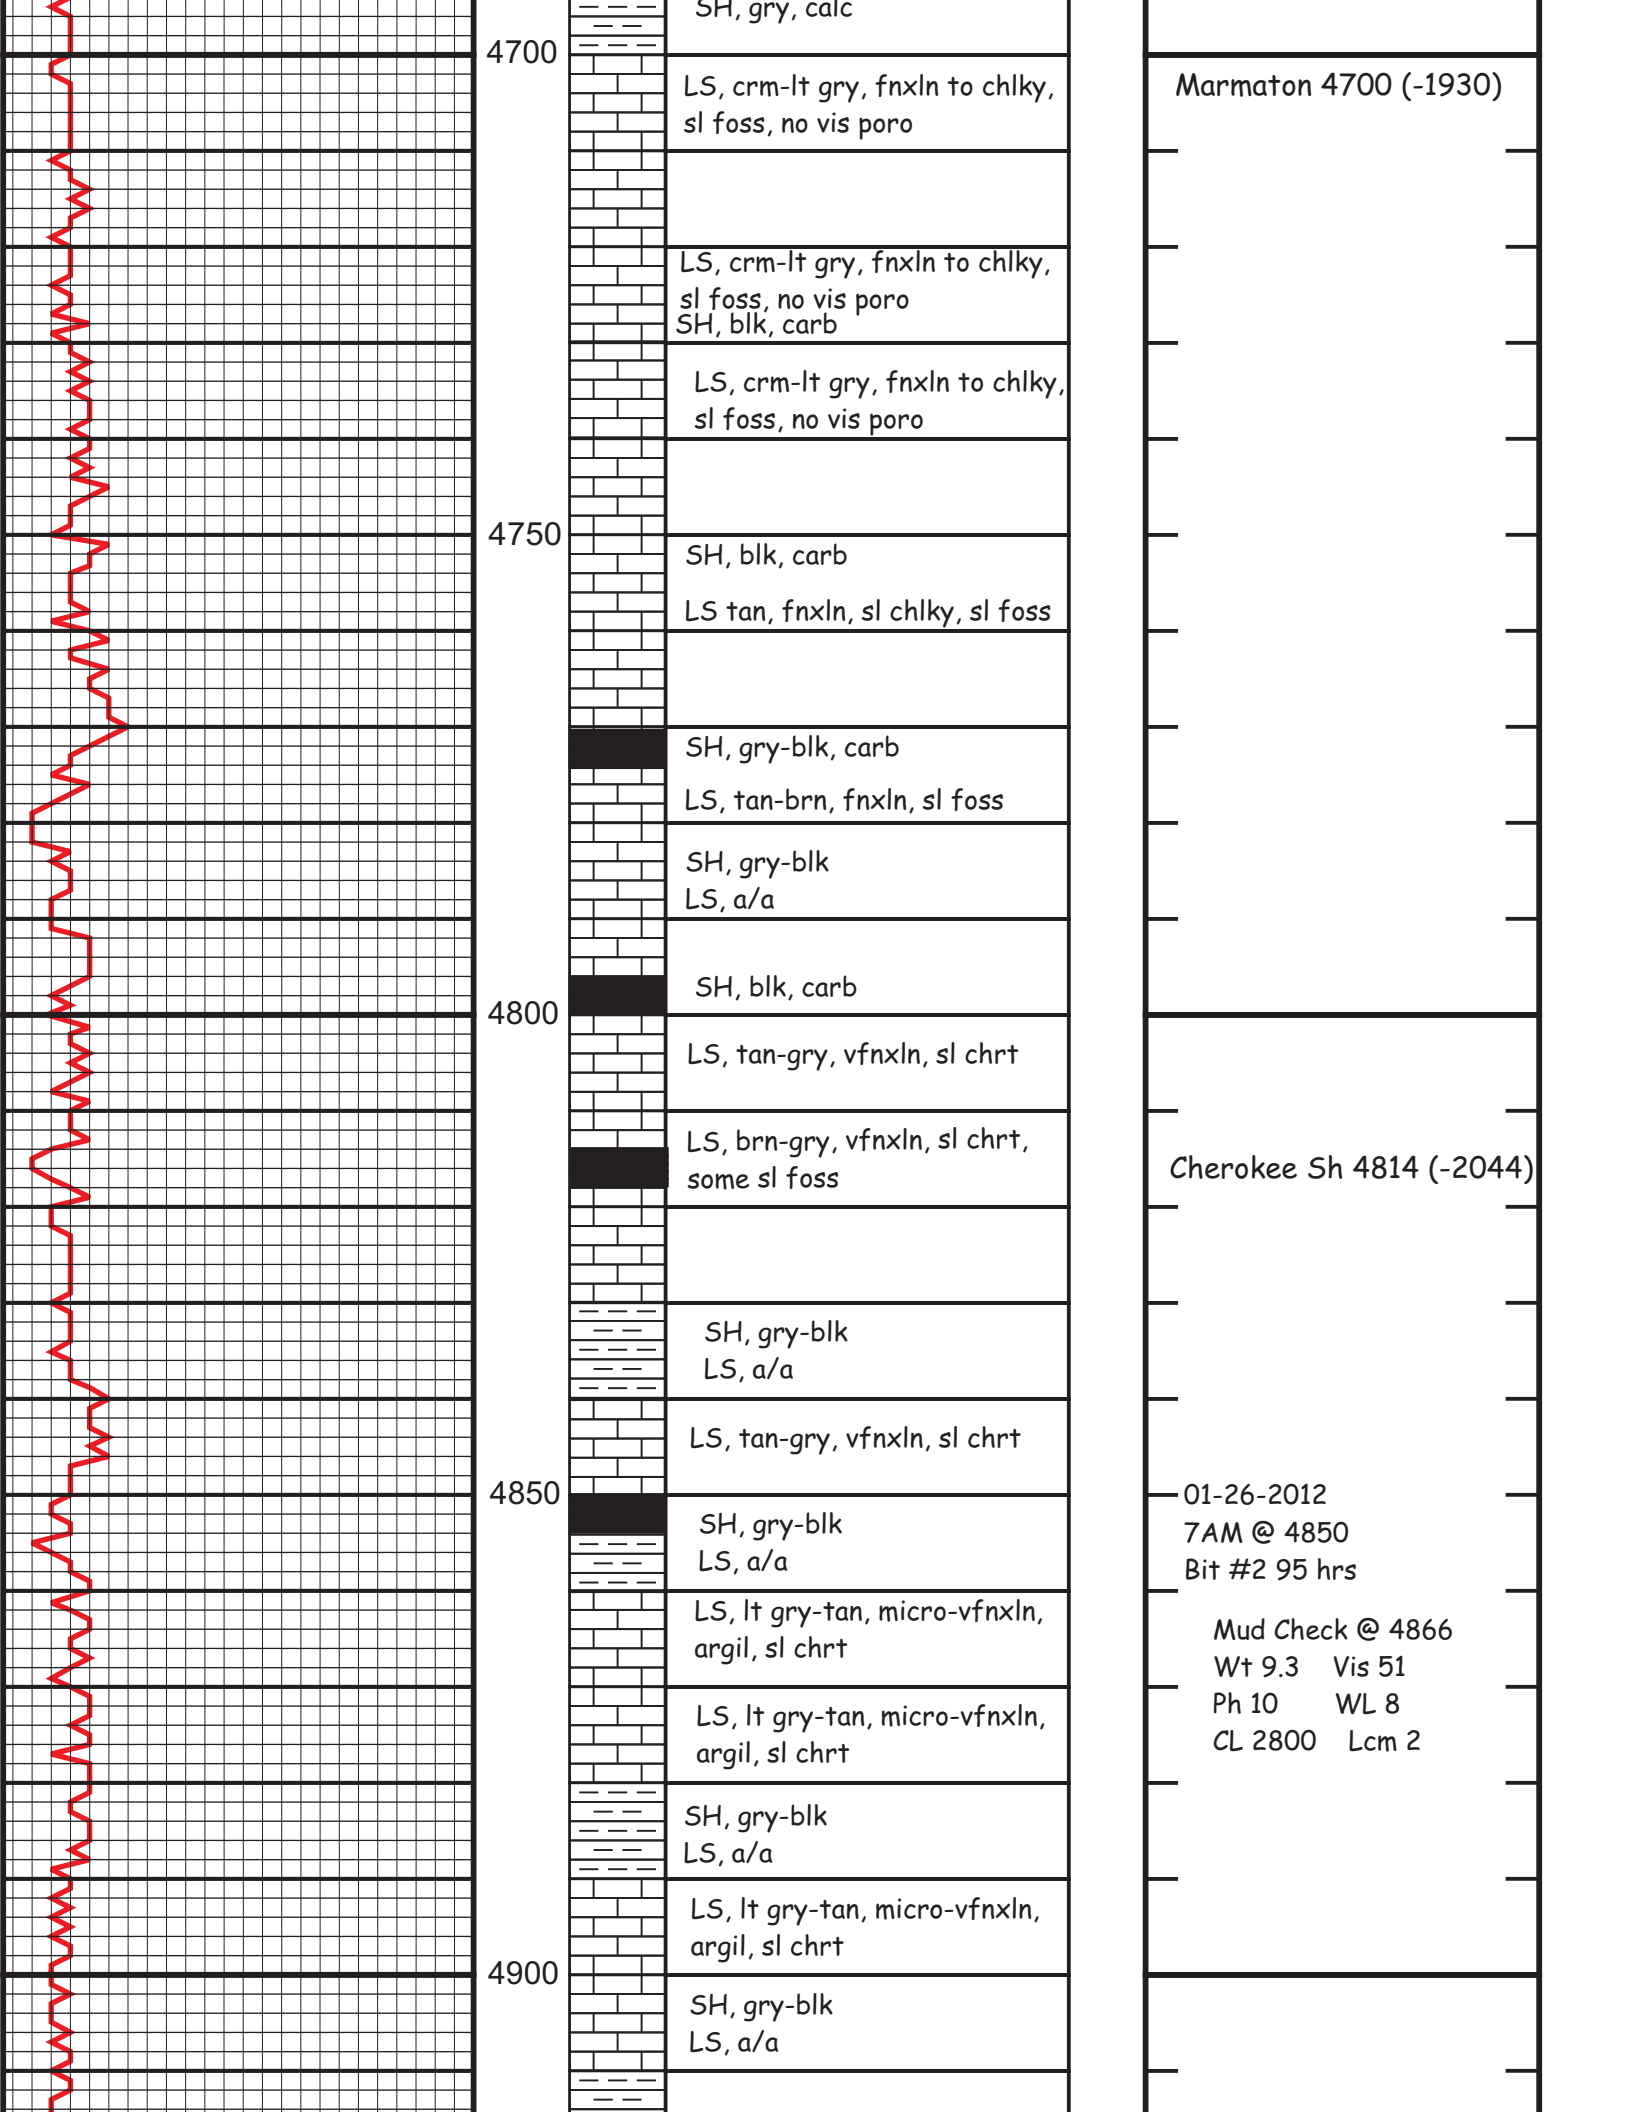 SH, gry, calc
4700
LS, crm-lt gry, fnxln to chlky,
sl foss, no vis poro
Marmaton 4700 (-1930)
LS, crm-lt gry, fnxln to chlky,
sl foss, no vis poro
SH, blk, carb
LS, crm-lt gry, fnxln to chlky,
sl foss, no vis poro
4750
SH, blk, carb
LS tan, fnxln, sl chlky, sl foss
SH, gry-blk, carb
LS, tan-brn, fnxln, sl foss
SH, gry-blk
LS, a/a
SH, blk, carb
4800
LS, tan-gry, vfnxln, sl chrt
LS, brn-gry, vfnxln, sl chrt,
some sl foss
Cherokee Sh 4814 (-2044)
SH, gry-blk
LS, a/a
LS, tan-gry, vfnxln, sl chrt
4850
SH, gry-blk
LS, a/a
01-26-2012
7AM @ 4850
Bit #2 95 hrs
LS, lt gry-tan, micro-vfnxln,
argil, sl chrt
Mud Check @ 4866
Wt 9.3 Vis 51
Ph 10 WL 8
CL 2800 Lcm 2
LS, lt gry-tan, micro-vfnxln,
argil, sl chrt
SH, gry-blk
LS, a/a
LS, lt gry-tan, micro-vfnxln,
argil, sl chrt
4900
SH, gry-blk
LS, a/a